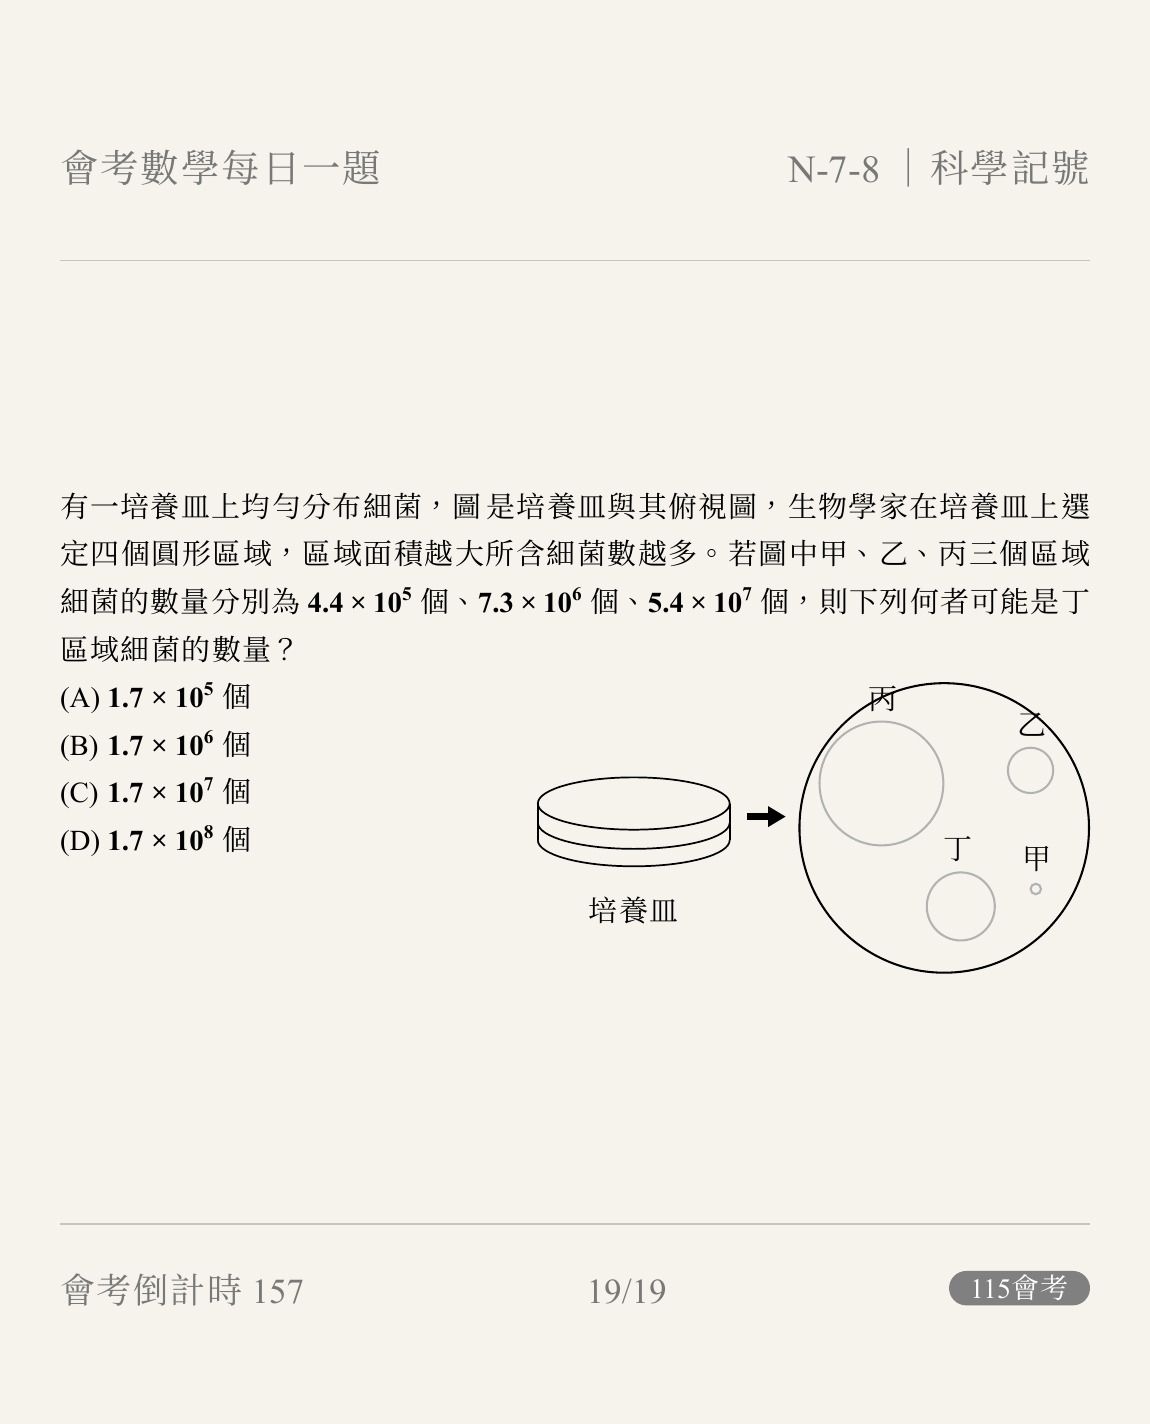 會考數學每日一題
N-7-8 | 科學記號
有一培養皿上均勻分布細菌，圖是培養皿與其俯視圖，生物學家在培養皿上選
定四個圓形區域，區域面積越大所含細菌數越多。若圖中甲、乙、丙三個區域
細菌的數量分別為 4.4 × 10⁵ 個、7.3 × 10⁶ 個、5.4 × 10⁷ 個，則下列何者可能是丁
區域細菌的數量？
(A) 1.7 × 10⁵ 個
(B) 1.7 × 10⁶ 個
(C) 1.7 × 10⁷ 個
(D) 1.7 × 10⁸ 個
培養皿
丙
乙
丁
甲
會考倒計時 157
19/19
115會考